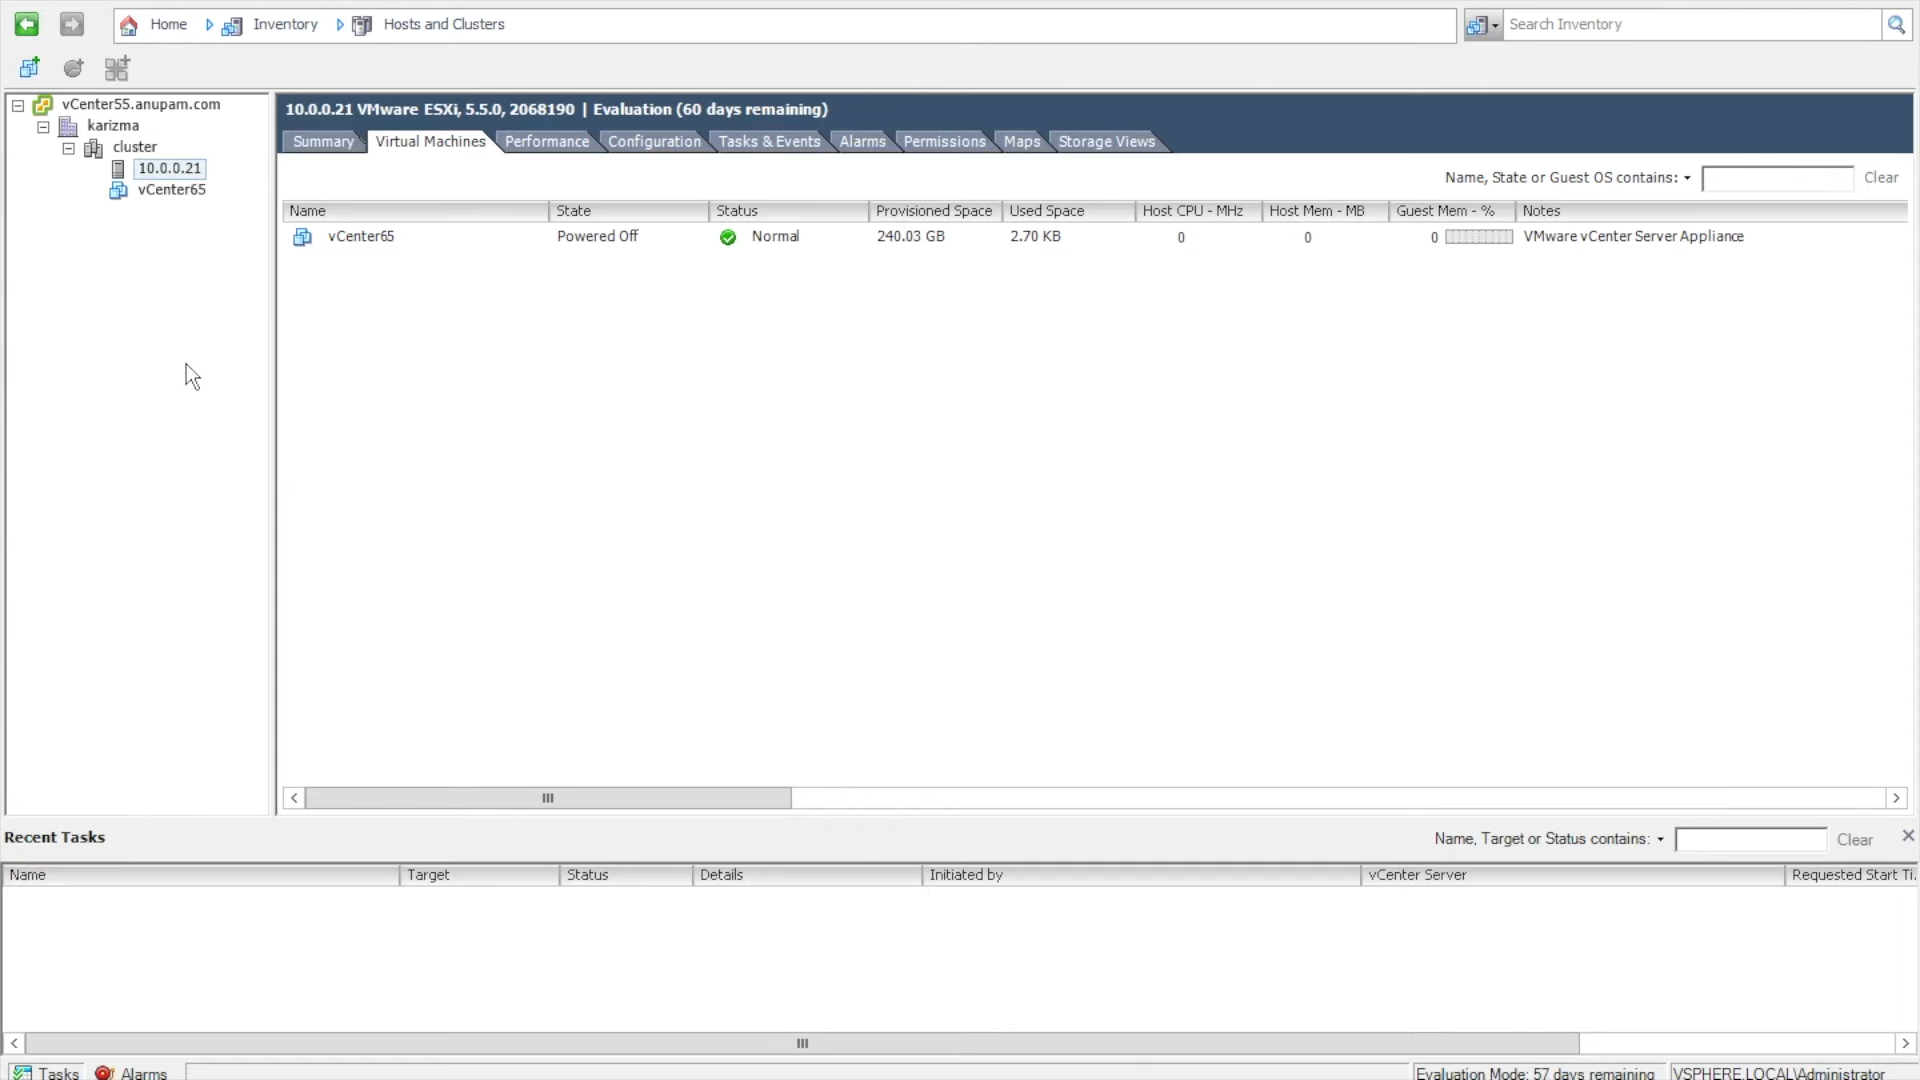 Home Inventory Hosts and Clusters Search Inventory
vCenter55.anupam.com
karizma
cluster
10.0.0.21
vCenter65
10.0.0.21 VMware ESXi, 5.5.0, 2068190 | Evaluation (60 days remaining)
Summary Virtual Machines Performance Configuration Tasks & Events Alarms Permissions Maps Storage Views
Name, State or Guest OS contains: Clear
Name State Status Provisioned Space Used Space Host CPU - MHz Host Mem - MB Guest Mem - % Notes
vCenter65 Powered Off Normal 240.03 GB 2.70 KB 0 0 0 VMware vCenter Server Appliance
Recent Tasks Name, Target or Status contains: Clear
Name Target Status Details Initiated by vCenter Server Requested Start Ti.
Tasks Alarms Evaluation Mode: 57 days remaining VSPHERE.LOCAL\Administrator